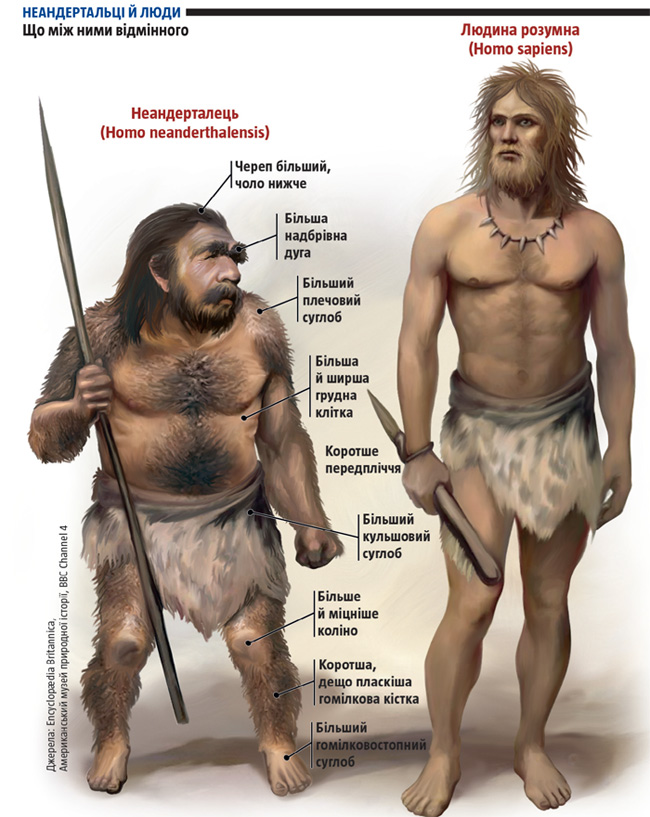 НЕАНДЕРТАЛЬЦІ Й ЛЮДИ
Що між ними відмінного
Людина розумна
(Homo sapiens)
Неандерталець
(Homo neanderthalensis)
Череп більший,
чоло нижче
Більша
надбрівна
дуга
Більший
плечовий
суглоб
Більша
й ширша
грудна
клітка
Коротше
передпліччя
Більший
кульшовий
суглоб
Більше
й міцніше
коліно
Коротша,
дещо пласкіша
гомілкова кістка
Більший
гомілковостопний
суглоб
Джерела: Encyclopædia Britannica,
Американський музей природної історії, BBC Channel 4